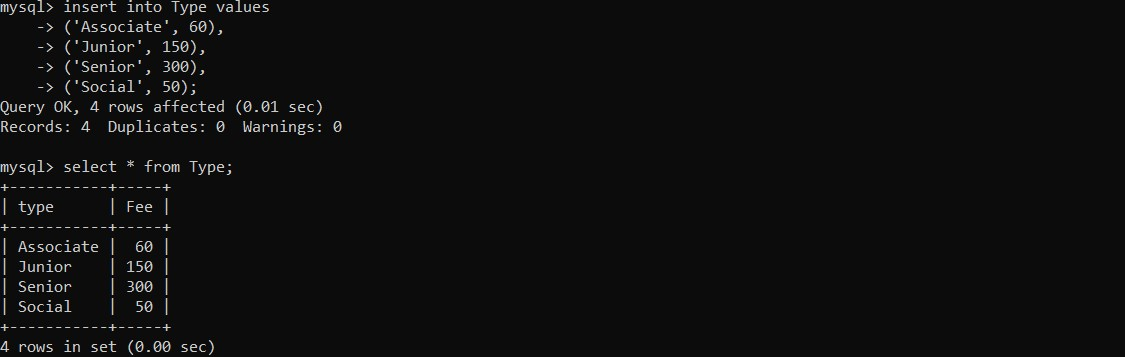 mysql> insert into Type values
    -> ('Associate', 60),
    -> ('Junior', 150),
    -> ('Senior', 300),
    -> ('Social', 50);
Query OK, 4 rows affected (0.01 sec)
Records: 4  Duplicates: 0  Warnings: 0

mysql> select * from Type;
+-----------+-----+
| type      | Fee |
+-----------+-----+
| Associate |  60 |
| Junior    | 150 |
| Senior    | 300 |
| Social    |  50 |
+-----------+-----+
4 rows in set (0.00 sec)